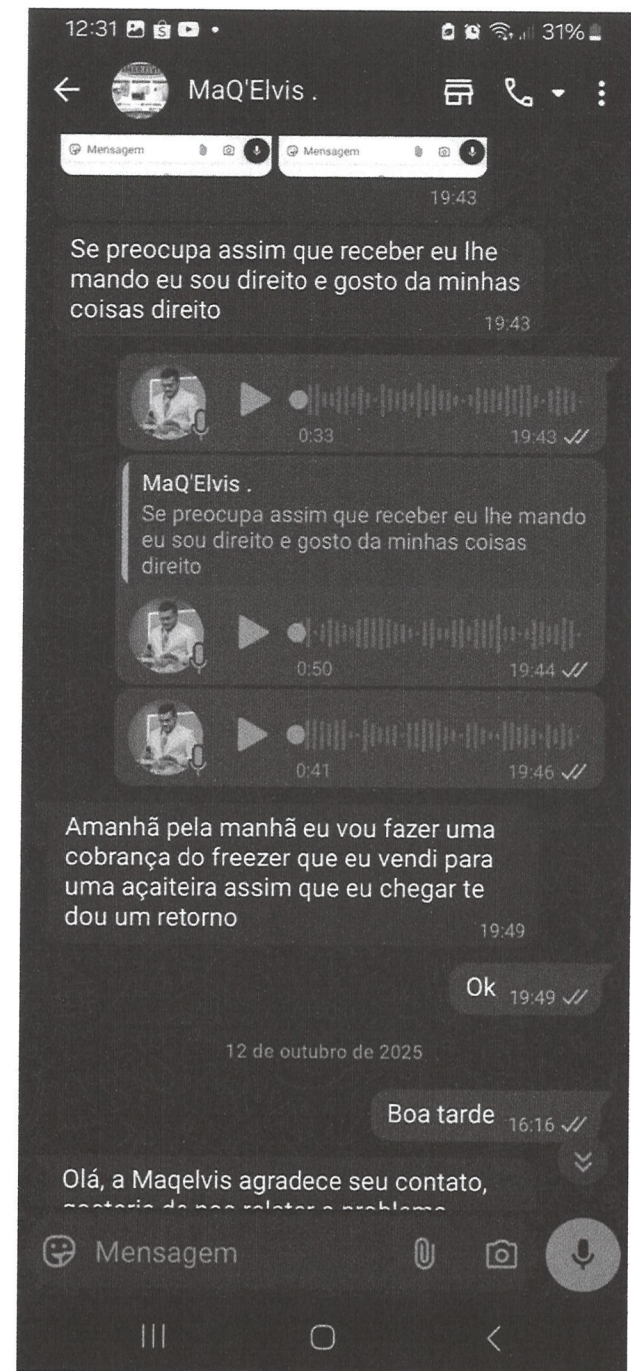 12:31 31%
MaQ'Elvis .
Mensagem Mensagem
19:43
Se preocupa assim que receber eu lhe
mando eu sou direito e gosto da minhas
coisas direito
19:43
0:33 19:43
MaQ'Elvis .
Se preocupa assim que receber eu lhe mando
eu sou direito e gosto da minhas coisas
direito
0:50 19:44
0:41 19:46
Amanhã pela manhã eu vou fazer uma
cobrança do freezer que eu vendi para
uma açaiteira assim que eu chegar te
dou um retorno
19:49
Ok 19:49
12 de outubro de 2025
Boa tarde 16:16
Olá, a Maqelvis agradece seu contato,
Mensagem